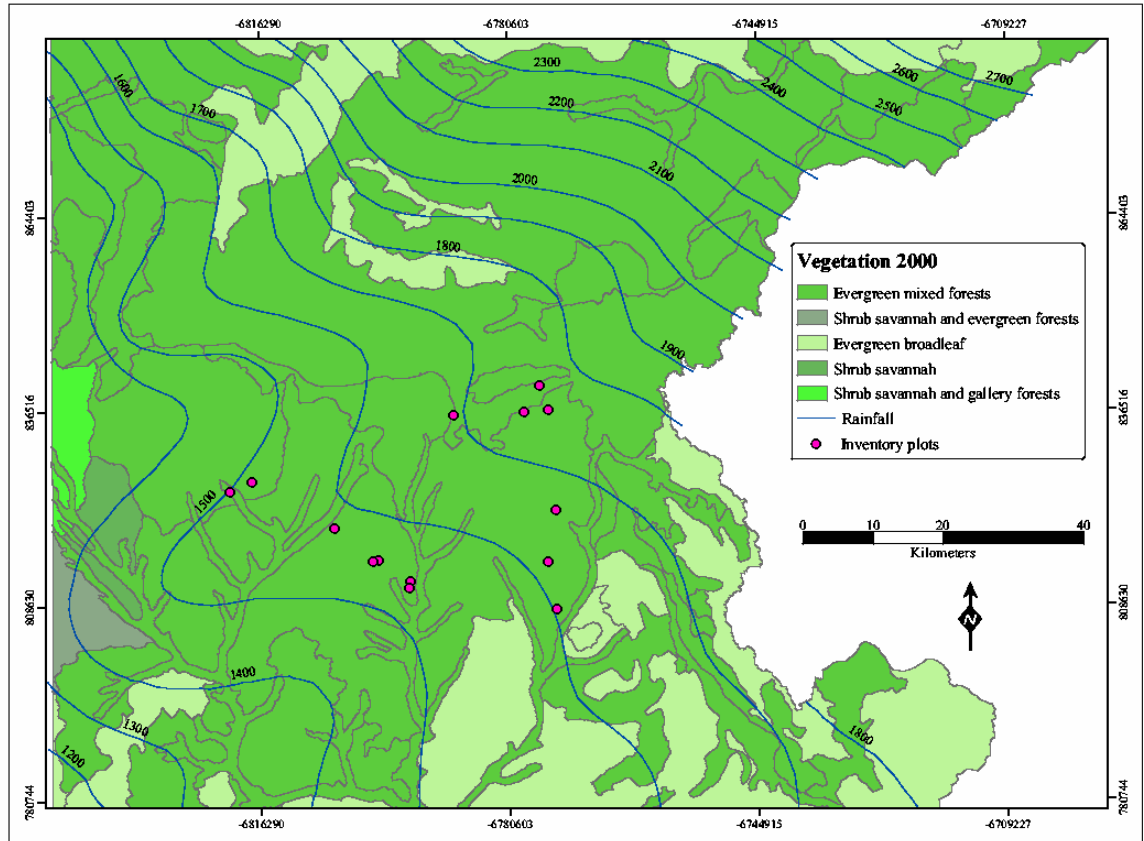 -6816290 -6780603 -6744915 -6709227
2300
2600
2700
1600
2400
1700
2200
2500
2100
2000
864403
864403
1800
Vegetation 2000
Evergreen mixed forests
Shrub savannah and evergreen forests
Evergreen broadleaf
1900
Shrub savannah
Shrub savannah and gallery forests
836516
836516
Rainfall
Inventory plots
1500
0 10 20 40
Kilometers
N
808630
808630
1400
1300
1800
1200
780744
780744
-6816290 -6780603 -6744915 -6709227